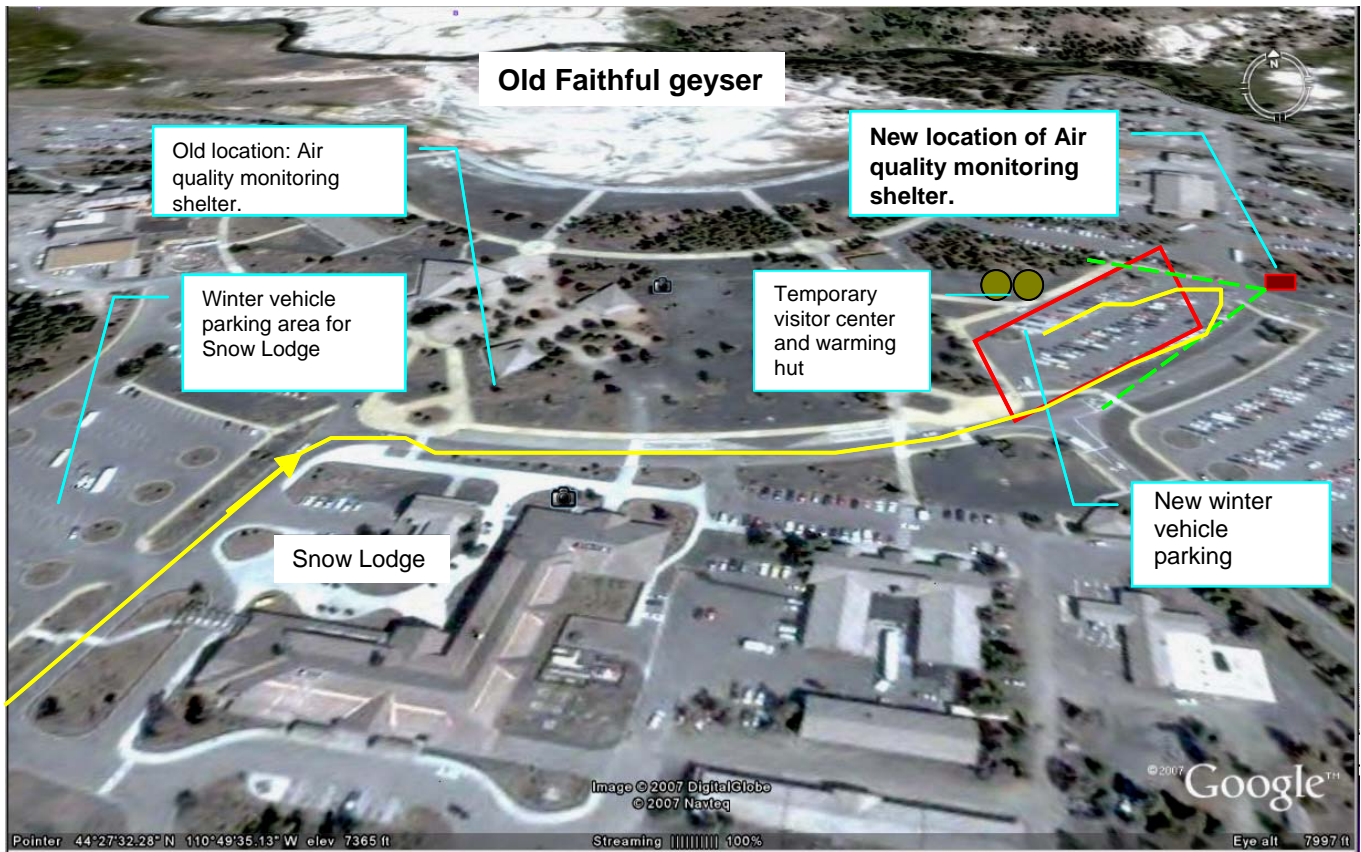 Old Faithful geyser
N
Old location: Air
quality monitoring
shelter.
New location of Air
quality monitoring
shelter.
Winter vehicle
parking area for
Snow Lodge
Temporary
visitor center
and warming
hut
New winter
vehicle
parking
Snow Lodge
Image © 2007 DigitalGlobe
© 2007 Navteq
©2007 Google™
Pointer 44°27'32.28" N 110°49'35.13" W elev 7365 ft
Streaming |||||||||| 100%
Eye alt 7997 ft